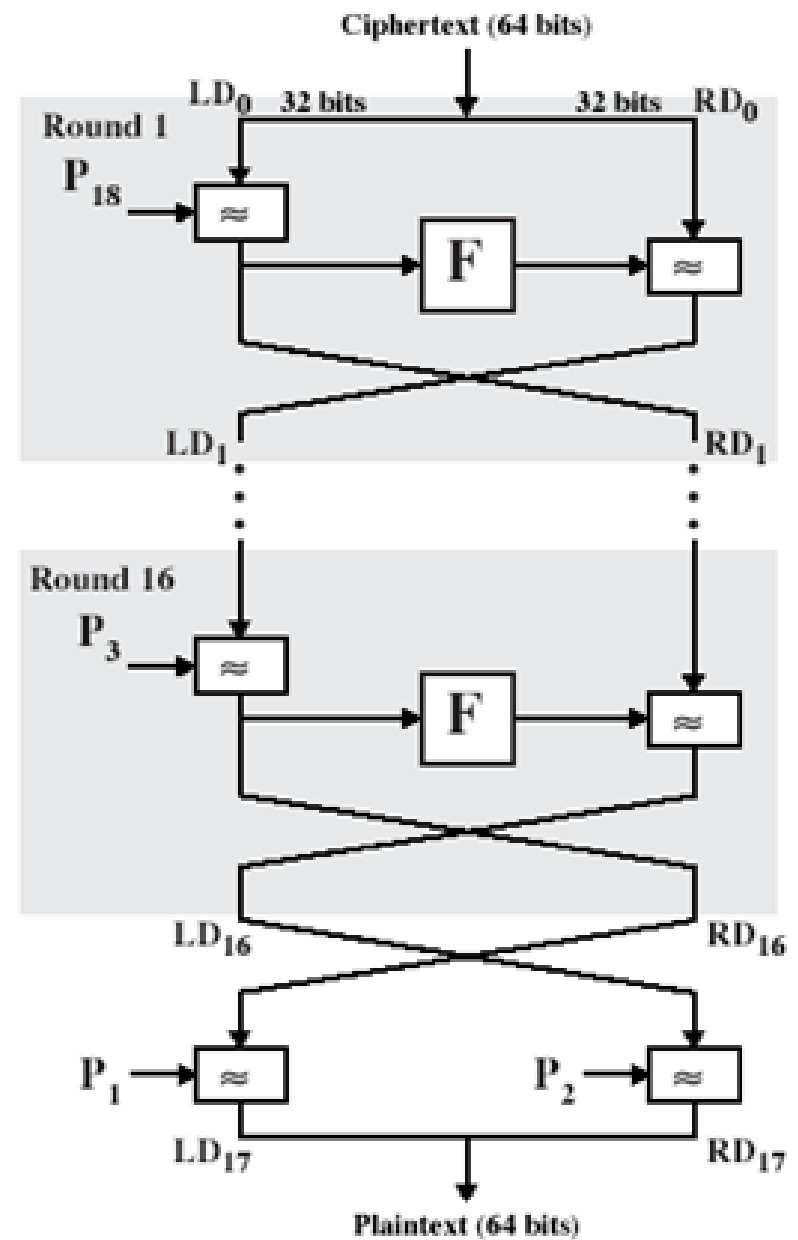 Ciphertext (64 bits)
LD0 32 bits 32 bits RD0
Round 1
P18
≈
F
≈
LD1 RD1
Round 16
P3
≈
F
≈
LD16 RD16
P1 ≈ P2 ≈
LD17 RD17
Plaintext (64 bits)